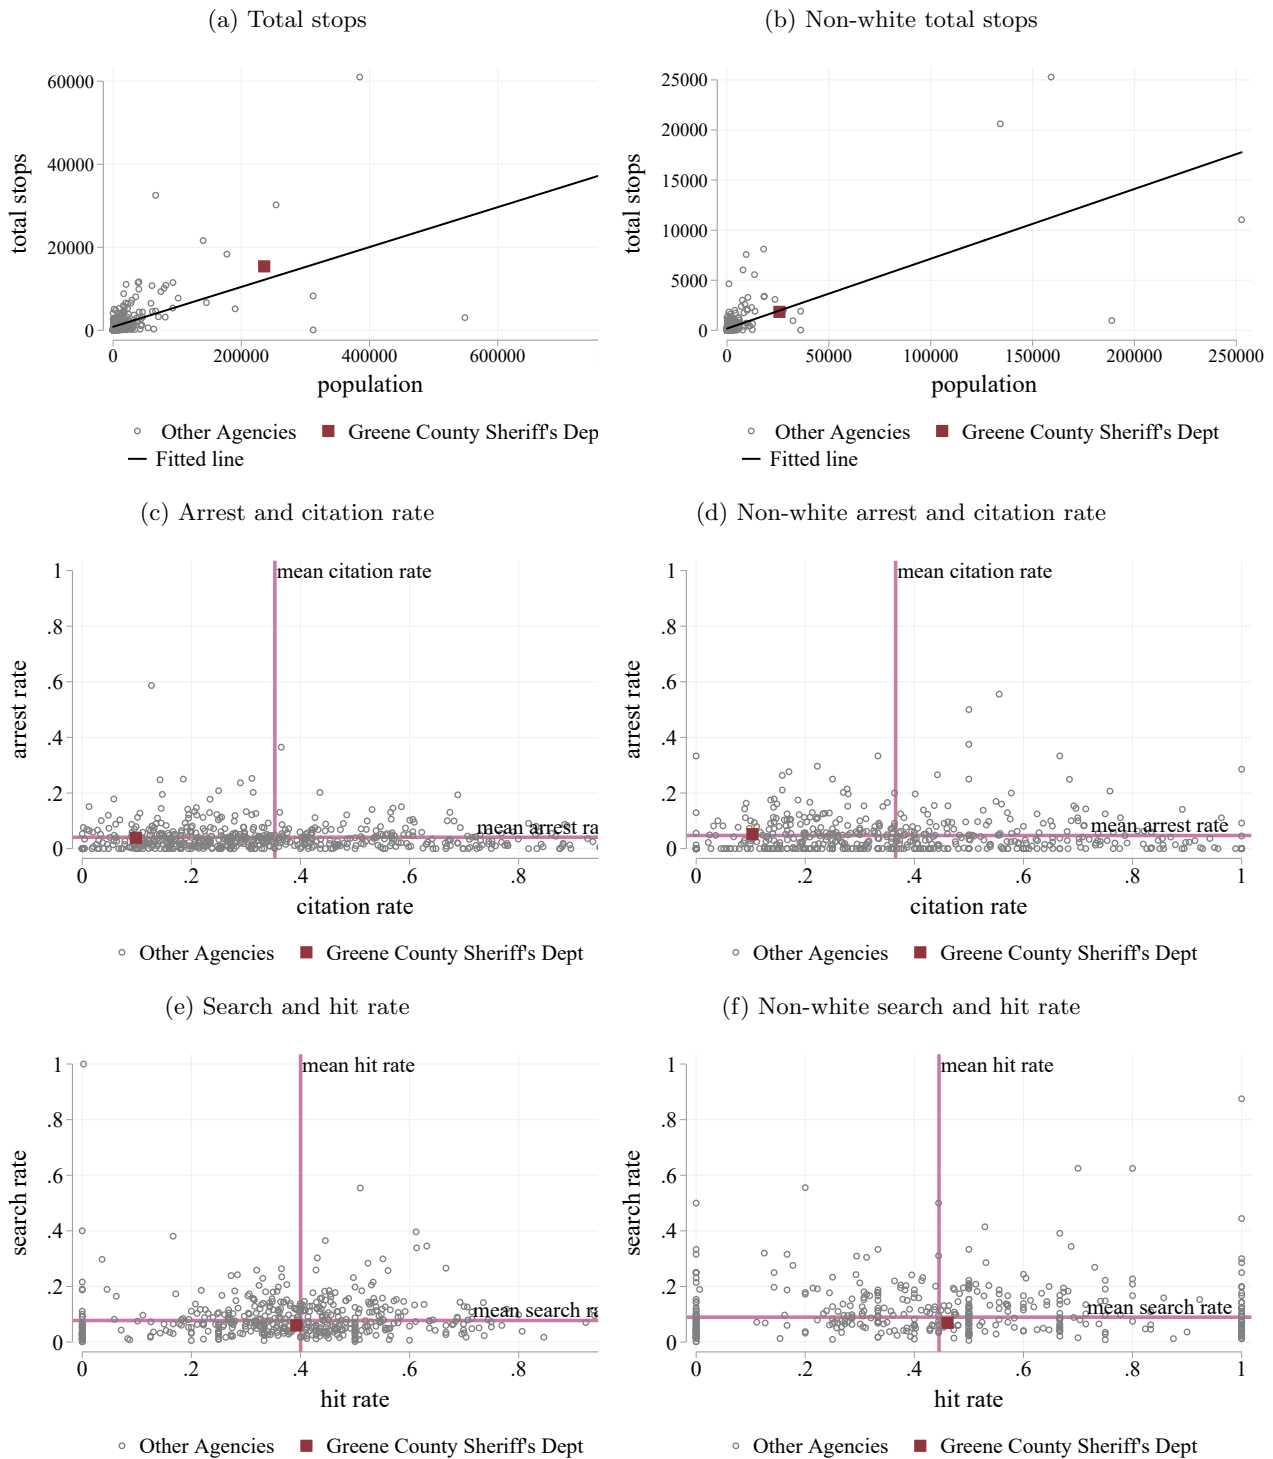 (a) Total stops
60000
40000
20000
0
total stops
0 200000 400000 600000
population
Other Agencies Greene County Sheriff's Dep
Fitted line
(b) Non-white total stops
25000
20000
15000
10000
5000
0
total stops
0 50000 100000 150000 200000 250000
population
Other Agencies Greene County Sheriff's Dept
Fitted line
(c) Arrest and citation rate
mean citation rate
1
.8
.6
.4
.2
0
arrest rate
mean arrest ra
0 .2 .4 .6 .8
citation rate
Other Agencies Greene County Sheriff's Dept
(d) Non-white arrest and citation rate
mean citation rate
1
.8
.6
.4
.2
0
arrest rate
mean arrest rate
0 .2 .4 .6 .8 1
citation rate
Other Agencies Greene County Sheriff's Dept
(e) Search and hit rate
mean hit rate
1
.8
.6
.4
.2
0
search rate
mean search ra
0 .2 .4 .6 .8
hit rate
Other Agencies Greene County Sheriff's Dept
(f) Non-white search and hit rate
mean hit rate
1
.8
.6
.4
.2
0
search rate
mean search rate
0 .2 .4 .6 .8 1
hit rate
Other Agencies Greene County Sheriff's Dept